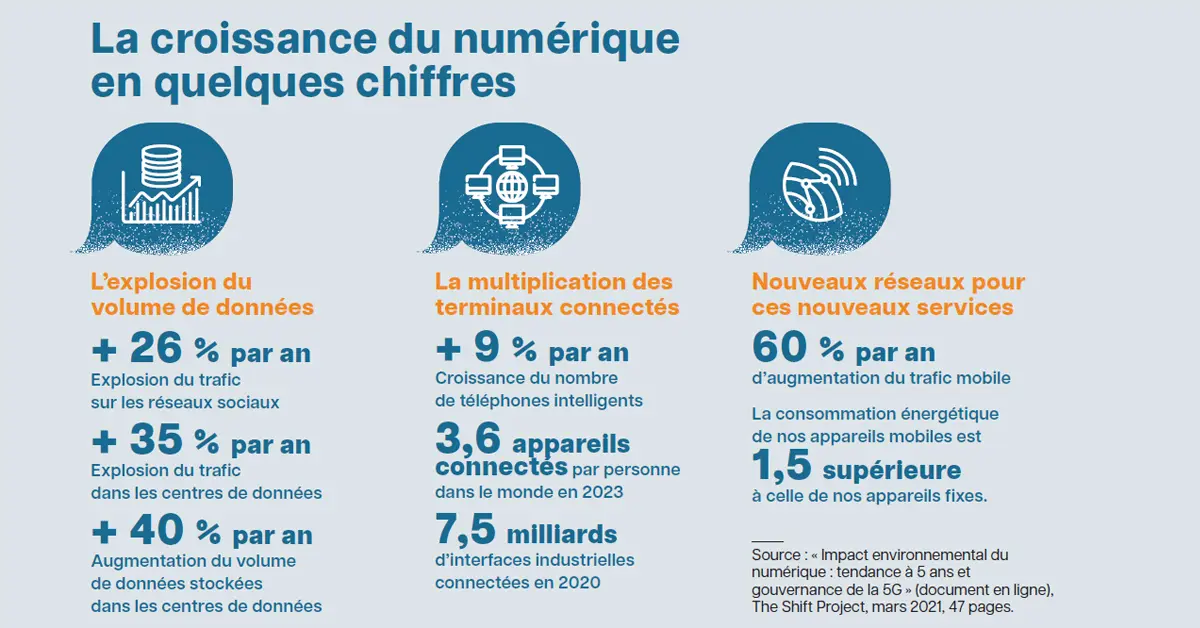 La croissance du numérique
en quelques chiffres
L’explosion du
volume de données
+ 26 % par an
Explosion du trafic
sur les réseaux sociaux
+ 35 % par an
Explosion du trafic
dans les centres de données
+ 40 % par an
Augmentation du volume
de données stockées
dans les centres de données
La multiplication des
terminaux connectés
+ 9 % par an
Croissance du nombre
de téléphones intelligents
3,6 appareils
connectés par personne
dans le monde en 2023
7,5 milliards
d’interfaces industrielles
connectées en 2020
Nouveaux réseaux pour
ces nouveaux services
60 % par an
d’augmentation du trafic mobile
La consommation énergétique
de nos appareils mobiles est
1,5 supérieure
à celle de nos appareils fixes.
Source : « Impact environnemental du
numérique : tendance à 5 ans et
gouvernance de la 5G » (document en ligne),
The Shift Project, mars 2021, 47 pages.